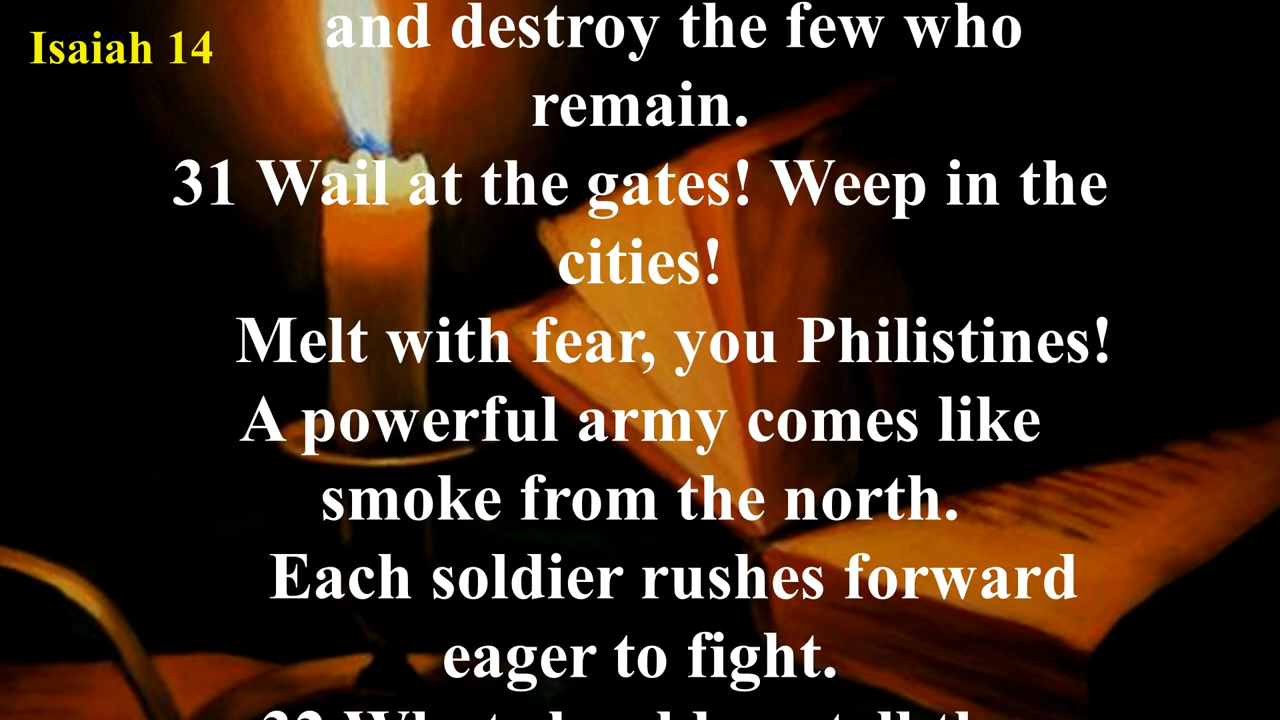 Isaiah 14
and destroy the few who
remain.
31 Wail at the gates! Weep in the
cities!
Melt with fear, you Philistines!
A powerful army comes like
smoke from the north.
Each soldier rushes forward
eager to fight.